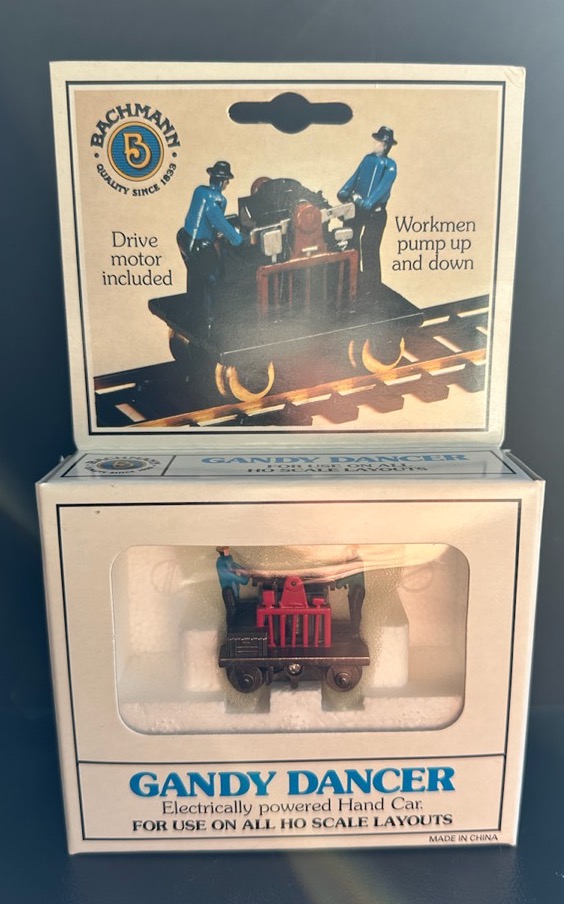 BACHMANN
B
• QUALITY SINCE 1833 •
Drive
motor
included
Workmen
pump up
and down
GANDY DANCER
FOR USE ON ALL
HO SCALE LAYOUTS
BACHMANN
B
GANDY DANCER
Electrically powered Hand Car.
FOR USE ON ALL HO SCALE LAYOUTS
MADE IN CHINA